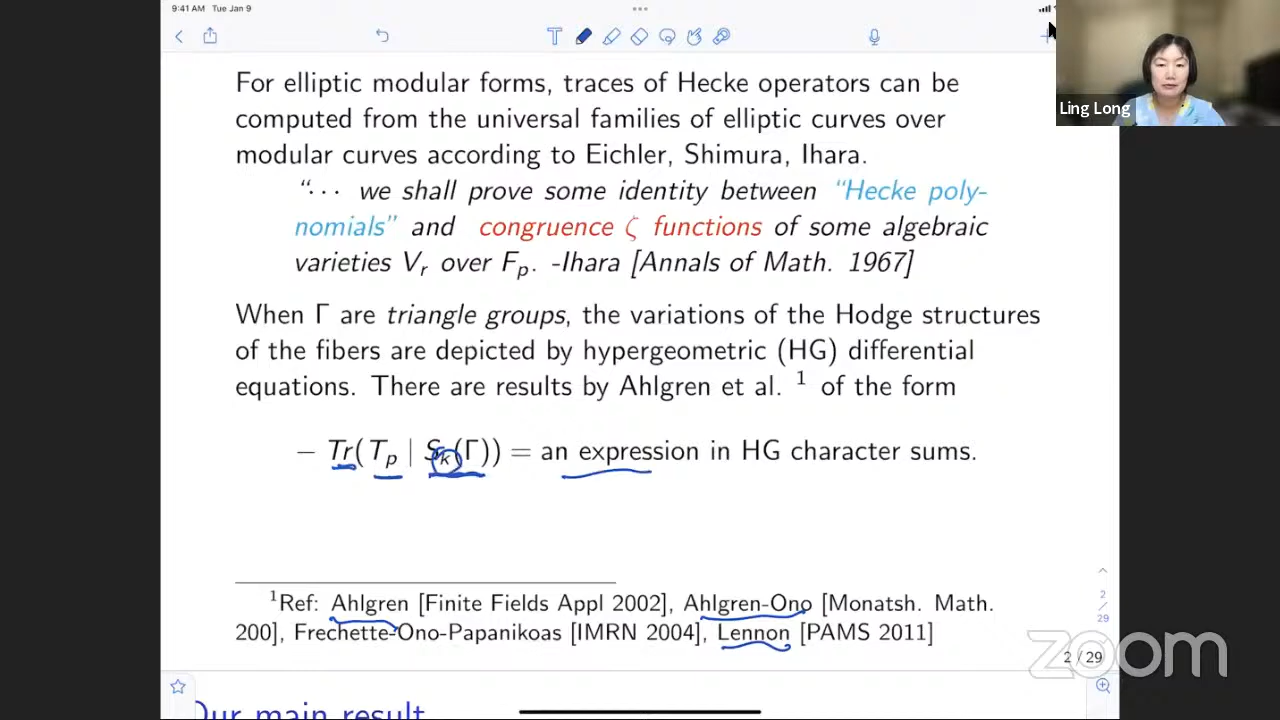 9:41 AM Tue Jan 9
Ling Long
For elliptic modular forms, traces of Hecke operators can be
computed from the universal families of elliptic curves over
modular curves according to Eichler, Shimura, Ihara.
“··· we shall prove some identity between “Hecke poly-
nomials” and congruence ζ functions of some algebraic
varieties V_r over F_p. -Ihara [Annals of Math. 1967]
When Γ are triangle groups, the variations of the Hodge structures
of the fibers are depicted by hypergeometric (HG) differential
equations. There are results by Ahlgren et al. ¹ of the form
− Tr(T_p | S_k(Γ)) = an expression in HG character sums.
¹Ref: Ahlgren [Finite Fields Appl 2002], Ahlgren-Ono [Monatsh. Math.
200], Frechette-Ono-Papanikoas [IMRN 2004], Lennon [PAMS 2011]
2
/
29
2 / 29
zoom
Our main result